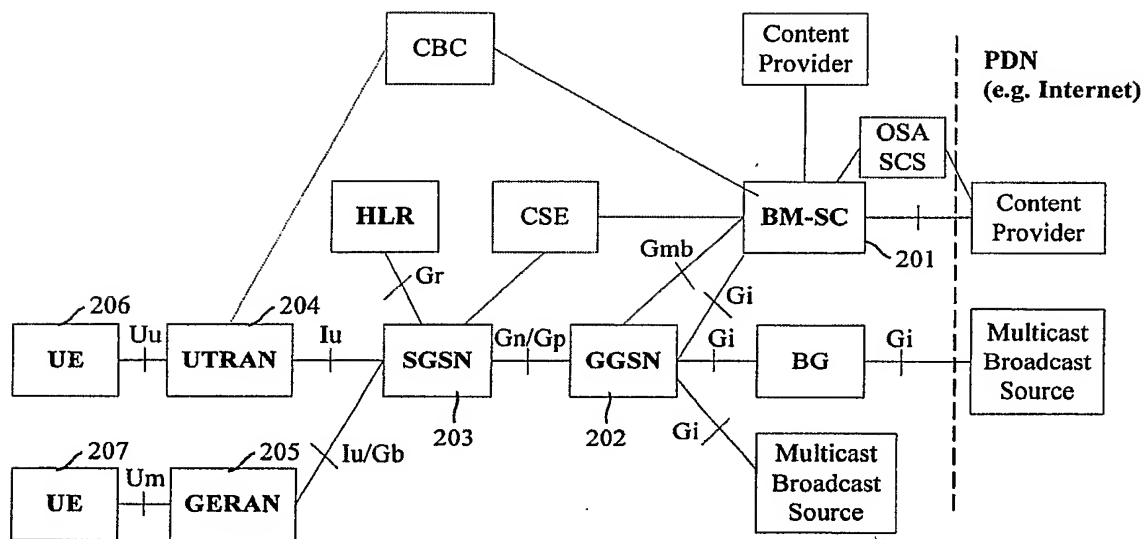 CBC
Content
Provider
PDN
(e.g. Internet)
OSA
SCS
HLR
CSE
BM-SC
Content
Provider
201
Gmb
Gr
Gi
206
204
Uu
Iu
Gn/Gp
Gi
Gi
UE
UTRAN
SGSN
GGSN
BG
Multicast
Broadcast
Source
203
202
Gi
207
205
Iu/Gb
Um
UE
GERAN
Multicast
Broadcast
Source